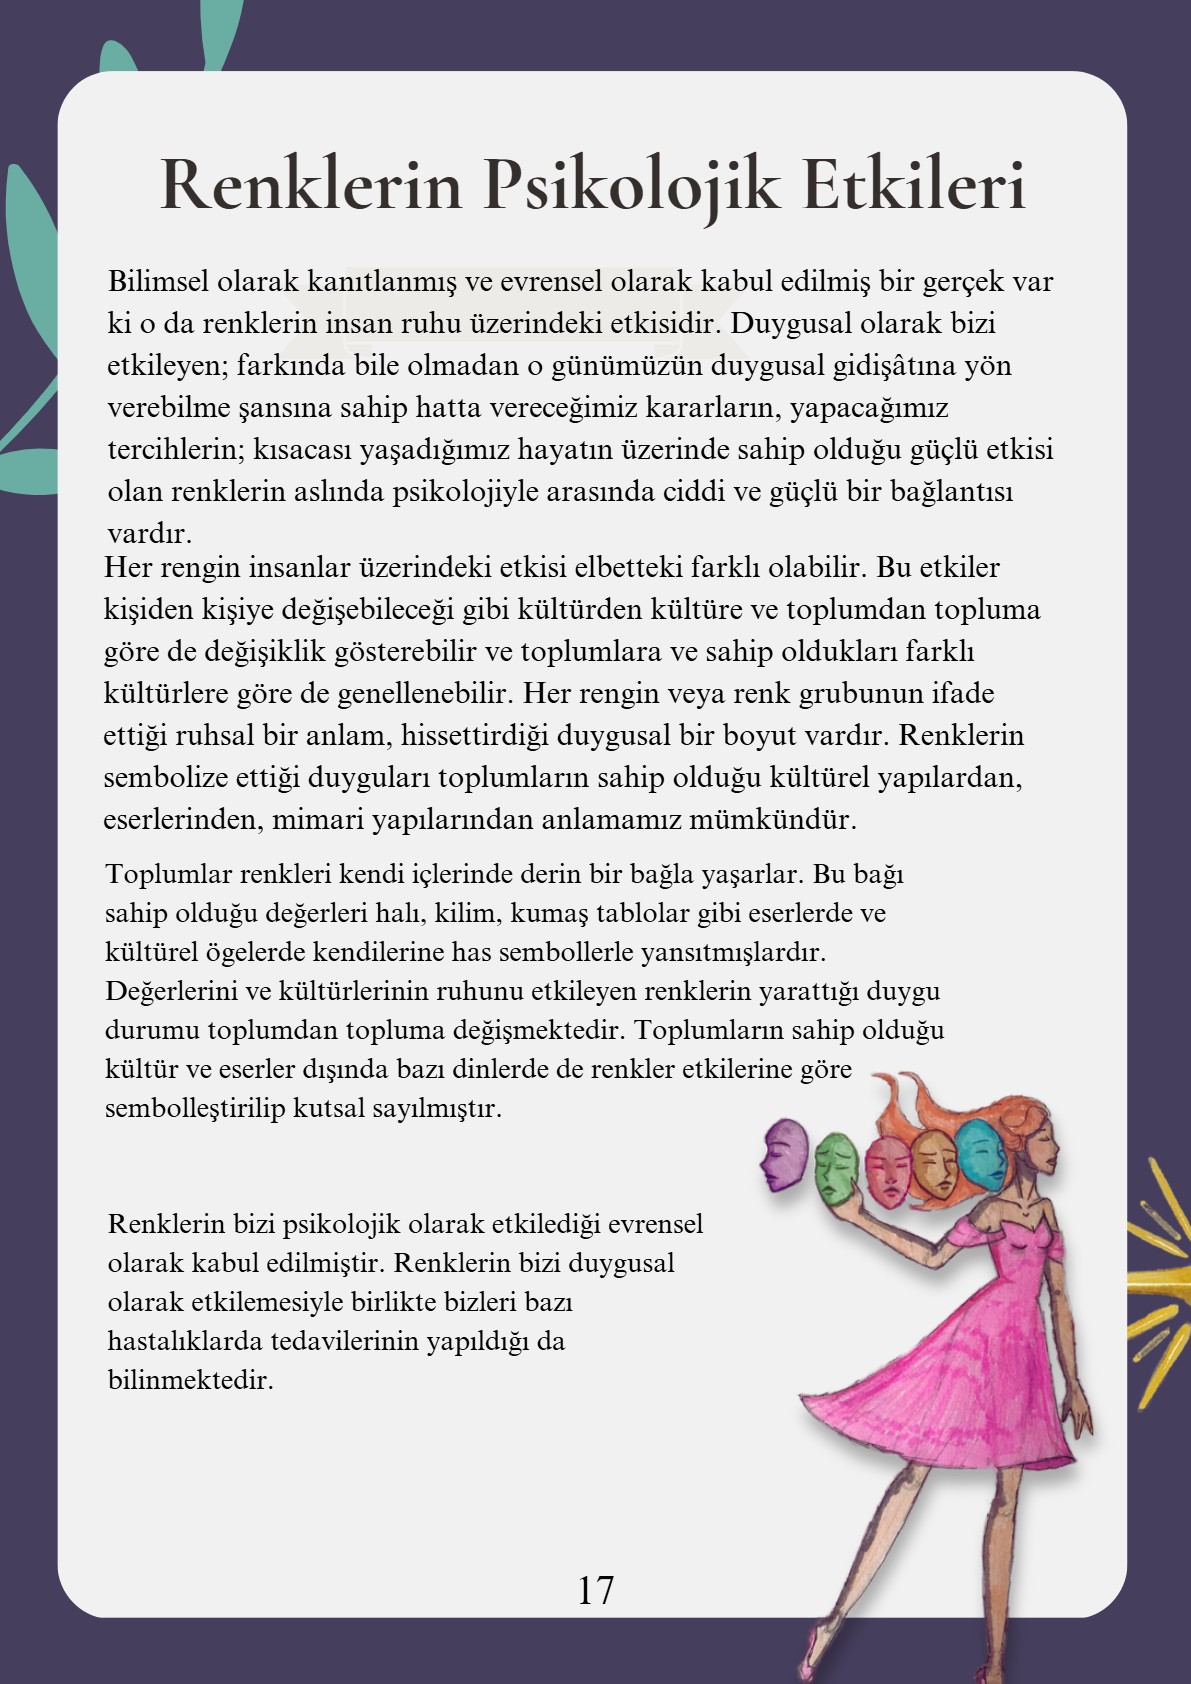 Renklerin Psikolojik Etkileri
Bilimsel olarak kanıtlanmış ve evrensel olarak kabul edilmiş bir gerçek var
ki o da renklerin insan ruhu üzerindeki etkisidir. Duygusal olarak bizi
etkileyen; farkında bile olmadan o günümüzün duygusal gidişâtına yön
verebilme şansına sahip hatta vereceğimiz kararların, yapacağımız
tercihlerin; kısacası yaşadığımız hayatın üzerinde sahip olduğu güçlü etkisi
olan renklerin aslında psikolojiyle arasında ciddi ve güçlü bir bağlantısı
vardır.
Her rengin insanlar üzerindeki etkisi elbetteki farklı olabilir. Bu etkiler
kişiden kişiye değişebileceği gibi kültürden kültüre ve toplumdan topluma
göre de değişiklik gösterebilir ve toplumlara ve sahip oldukları farklı
kültürlere göre de genellenebilir. Her rengin veya renk grubunun ifade
ettiği ruhsal bir anlam, hissettirdiği duygusal bir boyut vardır. Renklerin
sembolize ettiği duyguları toplumların sahip olduğu kültürel yapılardan,
eserlerinden, mimari yapılarından anlamamız mümkündür.
Toplumlar renkleri kendi içlerinde derin bir bağla yaşarlar. Bu bağı
sahip olduğu değerleri halı, kilim, kumaş tablolar gibi eserlerde ve
kültürel ögelerde kendilerine has sembollerle yansıtmışlardır.
Değerlerini ve kültürlerinin ruhunu etkileyen renklerin yarattığı duygu
durumu toplumdan topluma değişmektedir. Toplumların sahip olduğu
kültür ve eserler dışında bazı dinlerde de renkler etkilerine göre
sembolleştirilip kutsal sayılmıştır.
Renklerin bizi psikolojik olarak etkilediği evrensel
olarak kabul edilmiştir. Renklerin bizi duygusal
olarak etkilemesiyle birlikte bizleri bazı
hastalıklarda tedavilerinin yapıldığı da
bilinmektedir.
17